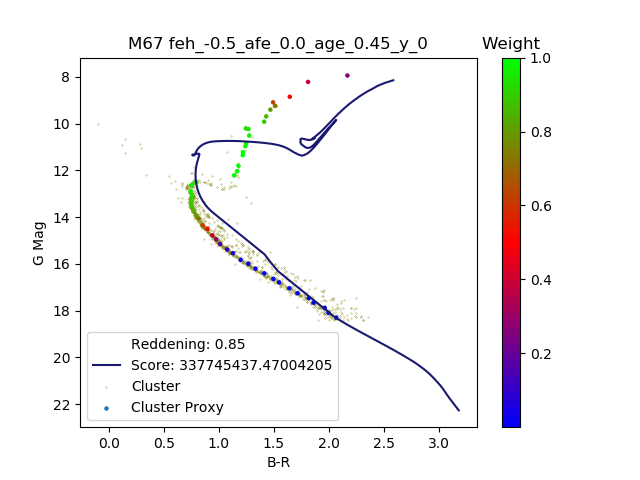 M67 feh_-0.5_afe_0.0_age_0.45_y_0
Weight
8
10
12
14
16
18
20
22
G Mag
0.0
0.5
1.0
1.5
2.0
2.5
3.0
B-R
Reddening: 0.85
Score: 337745437.47004205
Cluster
Cluster Proxy
1.0
0.8
0.6
0.4
0.2